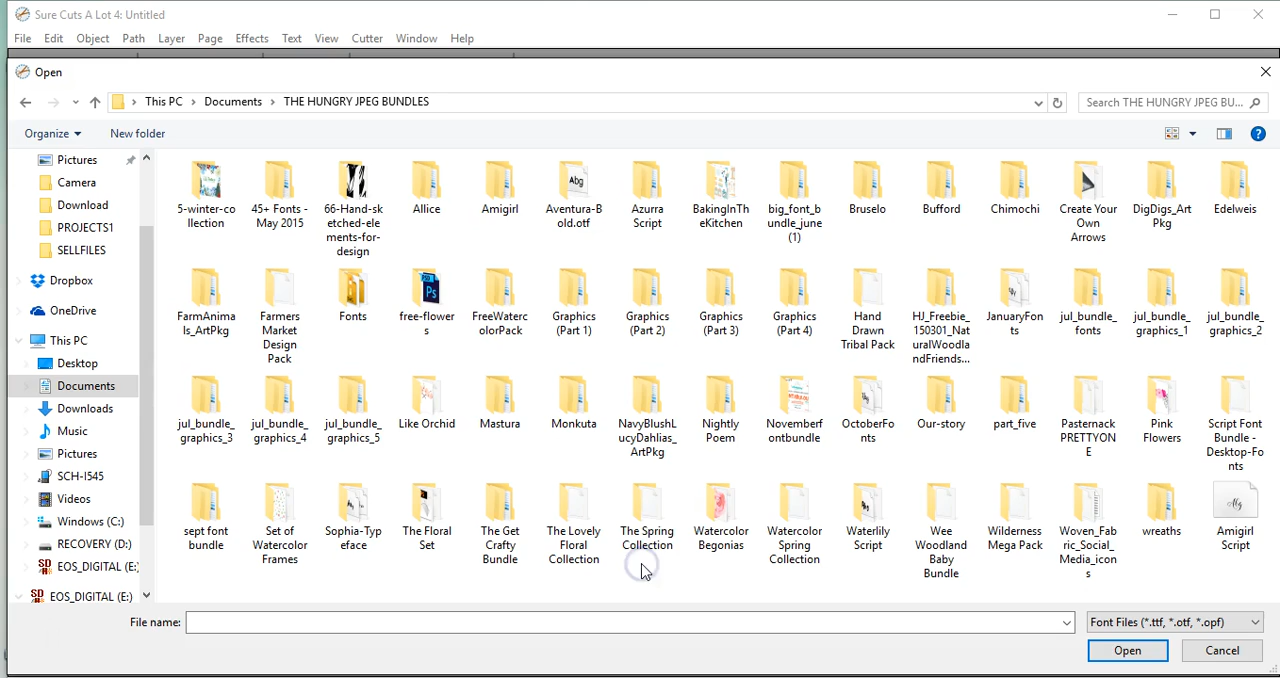 Sure Cuts A Lot 4: Untitled
File Edit Object Path Layer Page Effects Text View Cutter Window Help
Open
This PC > Documents > THE HUNGRY JPEG BUNDLES
Search THE HUNGRY JPEG BU...
Organize
New folder
Pictures
Camera
Download
PROJECTS1
SELLFILES
Dropbox
OneDrive
This PC
Desktop
Documents
Downloads
Music
Pictures
SCH-I545
Videos
Windows (C:)
RECOVERY (D:)
EOS_DIGITAL (E:)
EOS_DIGITAL (E:)
5-winter-co
llection
45+ Fonts -
May 2015
66-Hand-sk
etched-ele
ments-for-
design
Allice
Amigirl
Aventura-B
old.otf
Azurra
Script
BakingInTh
eKitchen
big_font_b
undle_june
(1)
Bruselo
Bufford
Chimochi
Create Your
Own
Arrows
DigDigs_Art
Pkg
Edelweis
FarmAnima
ls_ArtPkg
Farmers
Market
Design
Pack
Fonts
free-flower
s
FreeWaterc
olorPack
Graphics
(Part 1)
Graphics
(Part 2)
Graphics
(Part 3)
Graphics
(Part 4)
Hand
Drawn
Tribal Pack
HJ_Freebie_
150301_Nat
uralWoodla
ndFriends...
JanuaryFon
ts
jul_bundle_
fonts
jul_bundle_
graphics_1
jul_bundle_
graphics_2
jul_bundle_
graphics_3
jul_bundle_
graphics_4
jul_bundle_
graphics_5
Like Orchid
Mastura
Monkuta
NavyBlushL
ucyDahlias_
ArtPkg
Nightly
Poem
Novemberf
ontbundle
OctoberFo
nts
Our-story
part_five
Pasternack
PRETTYON
E
Pink
Flowers
Script Font
Bundle -
Desktop-Fo
nts
sept font
bundle
Set of
Watercolor
Frames
Sophia-Typ
eface
The Floral
Set
The Get
Crafty
Bundle
The Lovely
Floral
Collection
The Spring
Collection
Watercolor
Begonias
Watercolor
Spring
Collection
Waterlily
Script
Wee
Woodland
Baby
Bundle
Wilderness
Mega Pack
Woven_Fab
ric_Social_
Media_icon
s
wreaths
Amigirl
Script
Abg
File name:
Font Files (*.ttf, *.otf, *.opf)
Open
Cancel